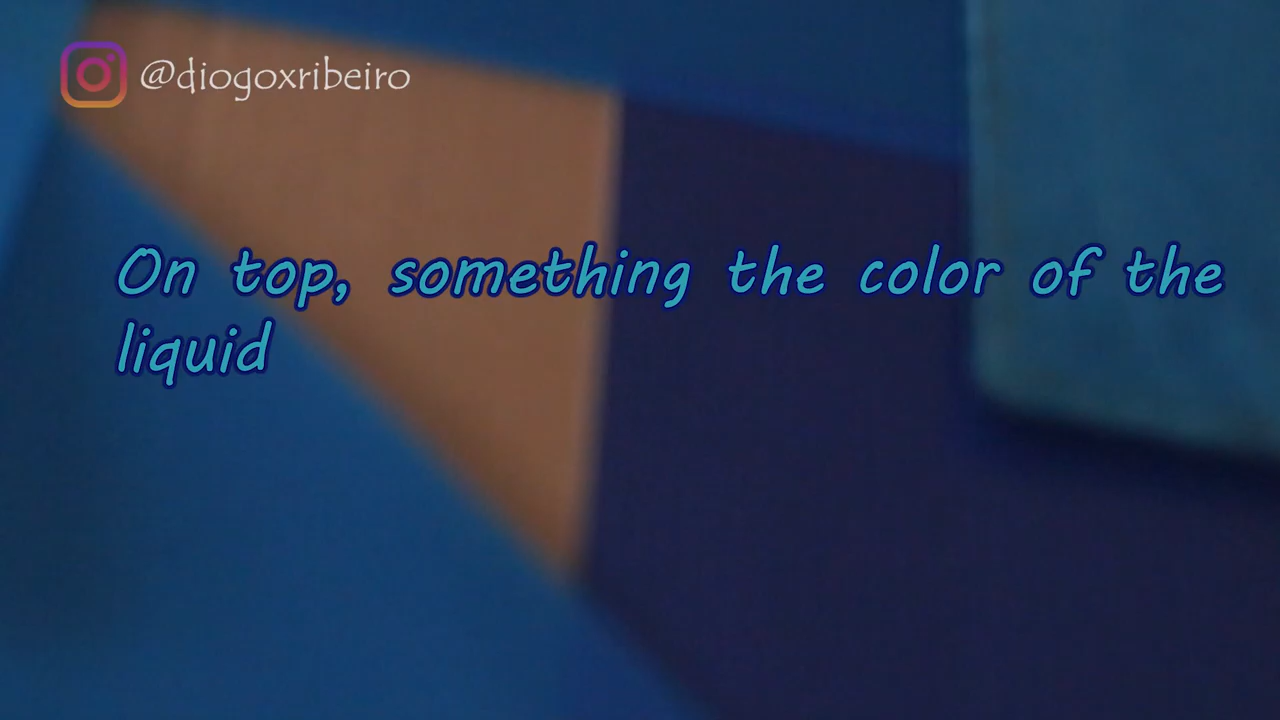 @diogoxribeiro
On top, something the color of the
liquid